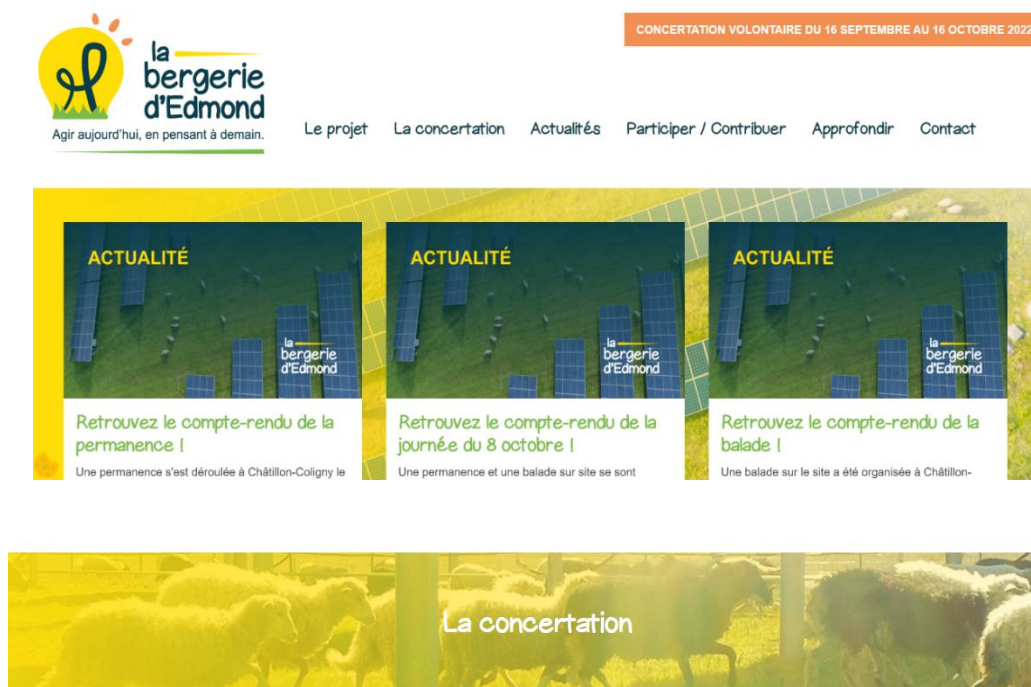 CONCERTATION VOLONTAIRE DU 16 SEPTEMBRE AU 16 OCTOBRE 2022
la
bergerie
d'Edmond
Agir aujourd'hui, en pensant à demain.
Le projet La concertation Actualités Participer / Contribuer Approfondir Contact
ACTUALITÉ
la
bergerie
d'Edmond
Retrouvez le compte-rendu de la
permanence !
Une permanence s'est déroulée à Châtillon-Coligny le
ACTUALITÉ
la
bergerie
d'Edmond
Retrouvez le compte-rendu de la
journée du 8 octobre !
Une permanence et une balade sur site se sont
ACTUALITÉ
la
bergerie
d'Edmond
Retrouvez le compte-rendu de la
balade !
Une balade sur le site a été organisée à Châtillon-
La concertation